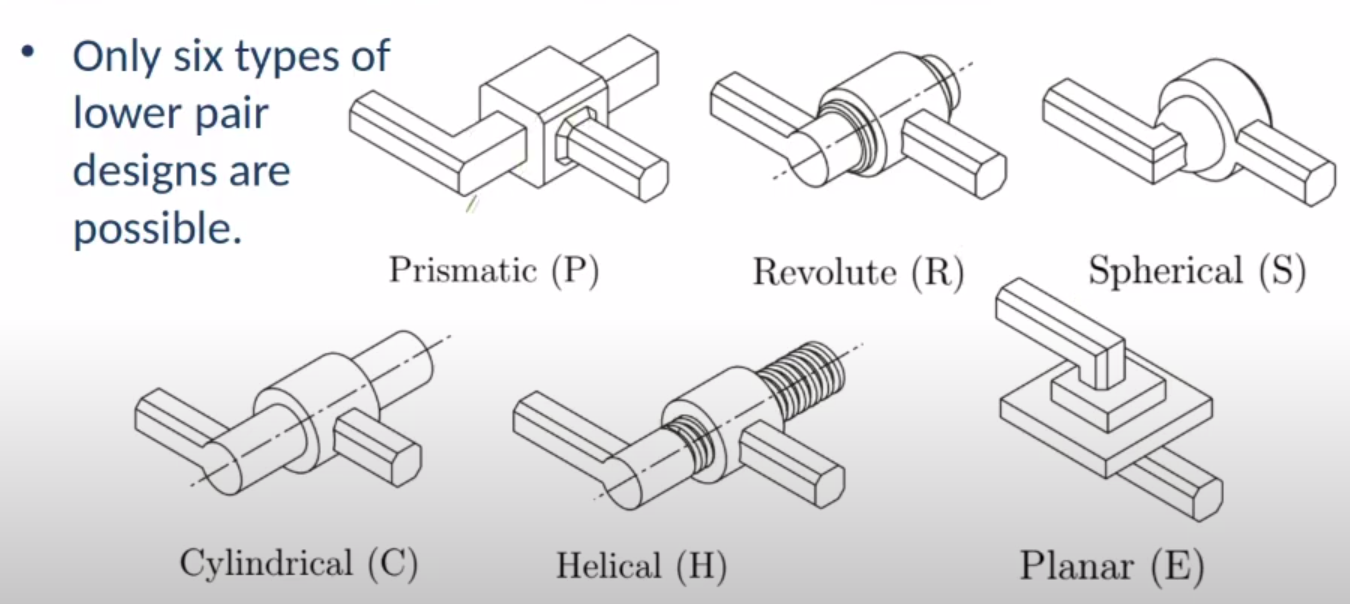 • Only six types of
lower pair
designs are
possible.
Prismatic (P)
Revolute (R)
Spherical (S)
Cylindrical (C)
Helical (H)
Planar (E)